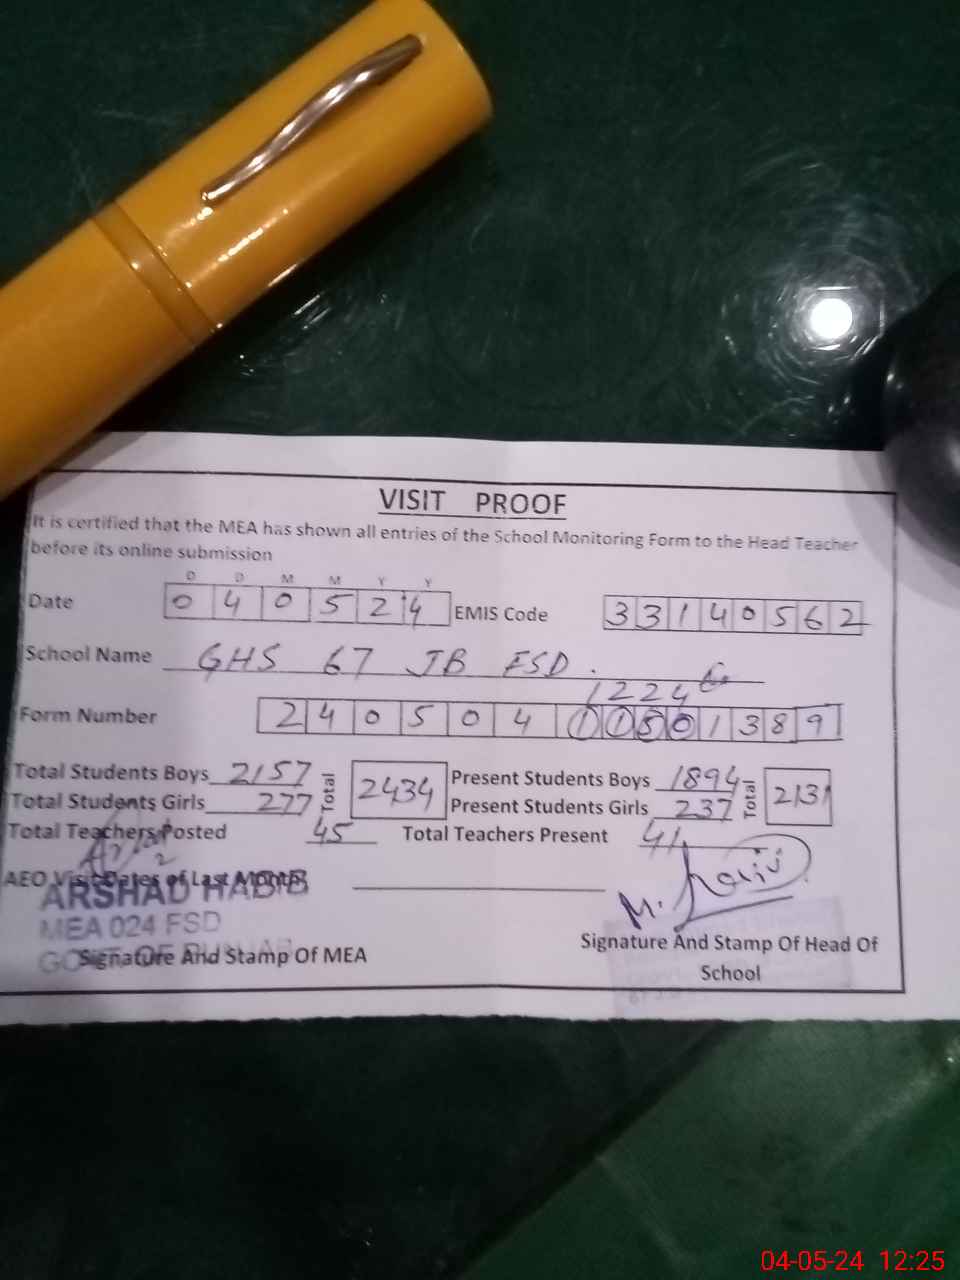 VISIT PROOF
It is certified that the MEA has shown all entries of the School Monitoring Form to the Head Teacher
before its online submission
D D M M Y Y
Date 0 4 0 5 2 4 EMIS Code 3 3 1 4 0 5 6 2
School Name GHS 67 JB FSD.
1224
Form Number 2 4 0 5 0 4 1 1 5 0 1 3 8 9
Total Students Boys 2157 Total 2434 Present Students Boys 1894 Total 2131
Total Students Girls 277 Present Students Girls 237
Total Teachers Posted 45 Total Teachers Present 41
AEO Visit Dates of Last Month
ARSHAD HABIB
MEA 024 FSD
Signature And Stamp Of MEA
M.
Signature And Stamp Of Head Of
School
04-05-24 12:25